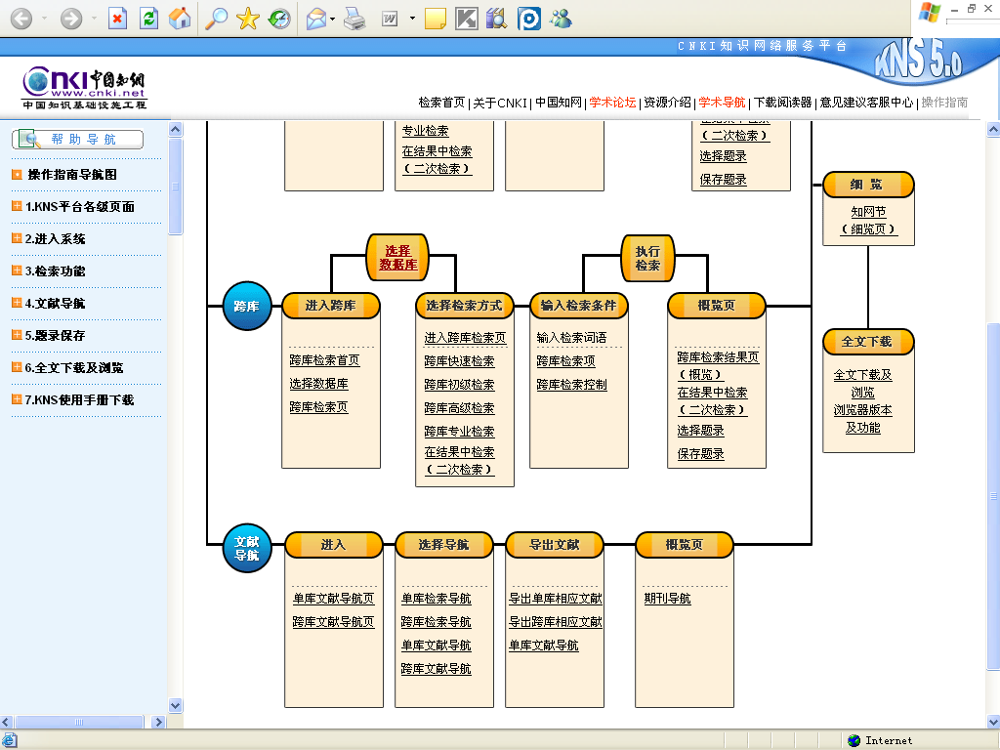 CNKI知识网络服务平台
KNS 5.0
cnki 中国知网
www.cnki.net
中国知识基础设施工程
检索首页|关于CNKI|中国知网|学术论坛|资源介绍|学术导航|下载阅读器|意见建议客服中心|操作指南
帮助导航
操作指南导航图
1.KNS平台各级页面
2.进入系统
3.检索功能
4.文献导航
5.题录保存
6.全文下载及浏览
7.KNS使用手册下载
专业检索
在结果中检索
（二次检索）
在结果中检索
（二次检索）
选择题录
保存题录
细 览
知网节
（细览页）
全文下载
全文下载及
浏览
浏览器版本
及功能
选择
数据库
执行
检索
跨库
进入跨库
跨库检索首页
选择数据库
跨库检索页
选择检索方式
进入跨库检索页
跨库快速检索
跨库初级检索
跨库高级检索
跨库专业检索
在结果中检索
（二次检索）
输入检索条件
输入检索词语
跨库检索项
跨库检索控制
概览页
跨库检索结果页
（概览）
在结果中检索
（二次检索）
选择题录
保存题录
文献
导航
进入
单库文献导航页
跨库文献导航页
选择导航
单库检索导航
跨库检索导航
单库文献导航
跨库文献导航
导出文献
导出单库相应文献
导出跨库相应文献
单库文献导航
概览页
期刊导航
Internet